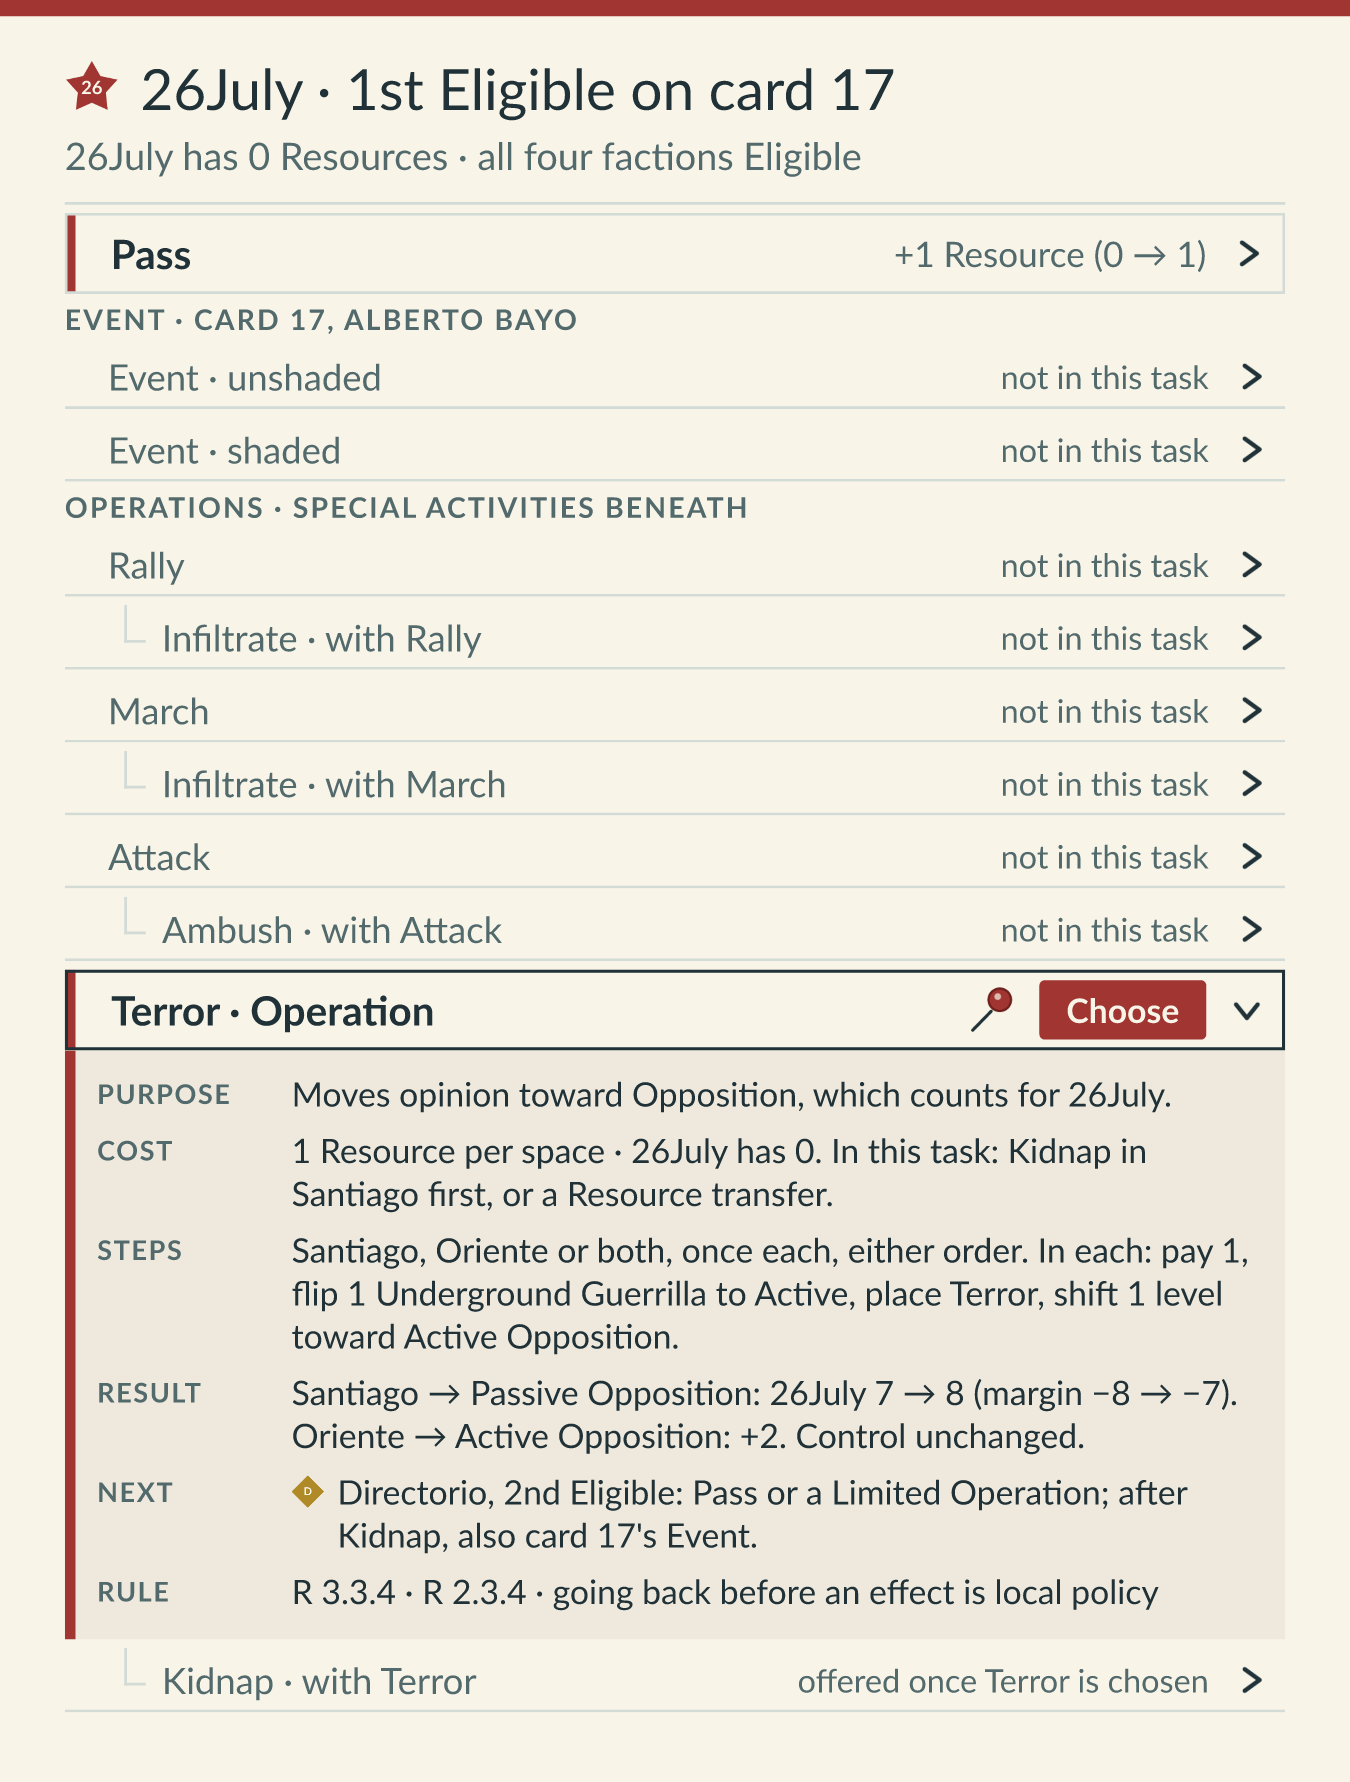 26
26July · 1st Eligible on card 17
26July has 0 Resources · all four factions Eligible
Pass
+1 Resource (0 → 1)
EVENT · CARD 17, ALBERTO BAYO
Event · unshaded
not in this task
Event · shaded
not in this task
OPERATIONS · SPECIAL ACTIVITIES BENEATH
Rally
not in this task
Infiltrate · with Rally
not in this task
March
not in this task
Infiltrate · with March
not in this task
Attack
not in this task
Ambush · with Attack
not in this task
Terror · Operation
Choose
PURPOSE
Moves opinion toward Opposition, which counts for 26July.
COST
1 Resource per space · 26July has 0. In this task: Kidnap in
Santiago first, or a Resource transfer.
STEPS
Santiago, Oriente or both, once each, either order. In each: pay 1,
flip 1 Underground Guerrilla to Active, place Terror, shift 1 level
toward Active Opposition.
RESULT
Santiago → Passive Opposition: 26July 7 → 8 (margin −8 → −7).
Oriente → Active Opposition: +2. Control unchanged.
NEXT
D
Directorio, 2nd Eligible: Pass or a Limited Operation; after
Kidnap, also card 17's Event.
RULE
R 3.3.4 · R 2.3.4 · going back before an effect is local policy
Kidnap · with Terror
offered once Terror is chosen